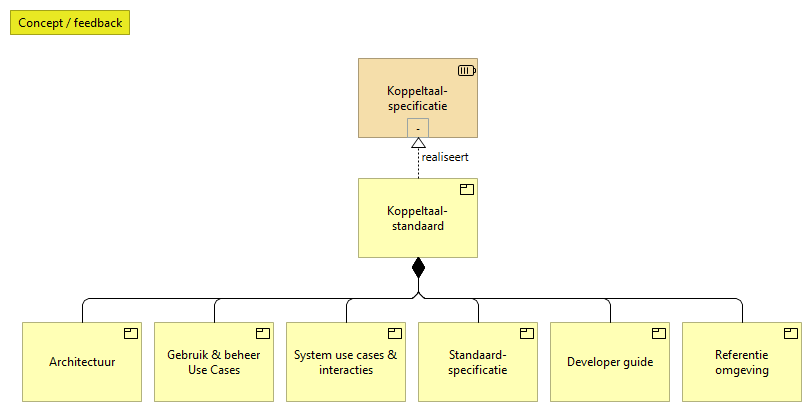 Concept / feedback
Koppeltaal-
specificatie
-
realiseert
Koppeltaal-
standaard
Architectuur
Gebruik & beheer
Use Cases
System use cases &
interacties
Standaard-
specificatie
Developer guide
Referentie
omgeving